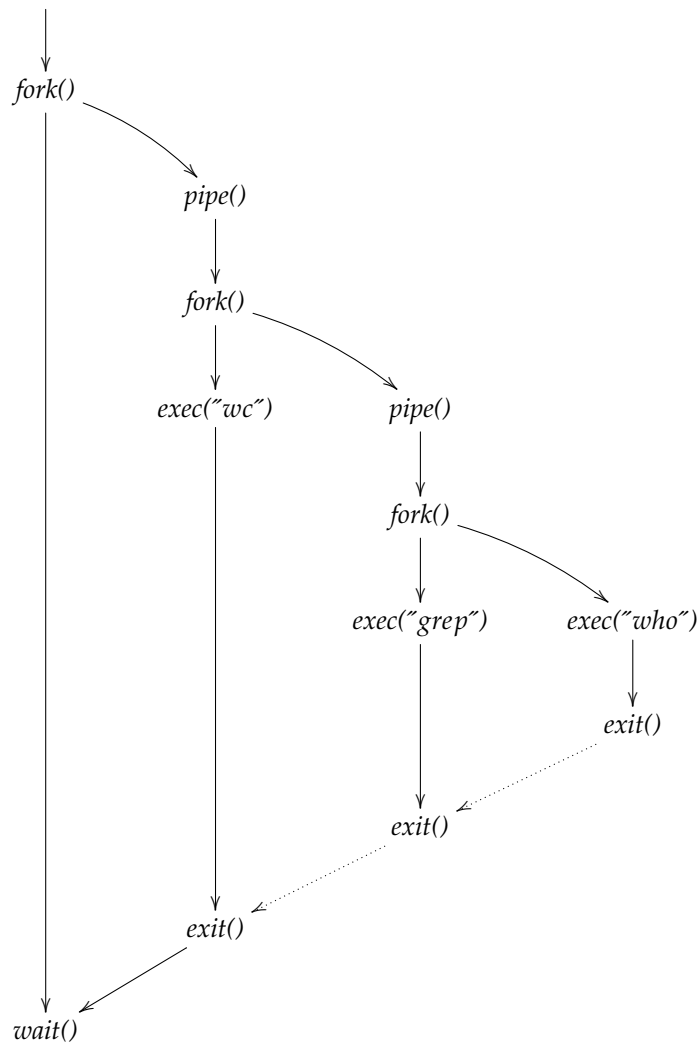 fork()
pipe()
fork()
exec("wc")
pipe()
fork()
exec("grep")
exec("who")
exit()
exit()
exit()
wait()